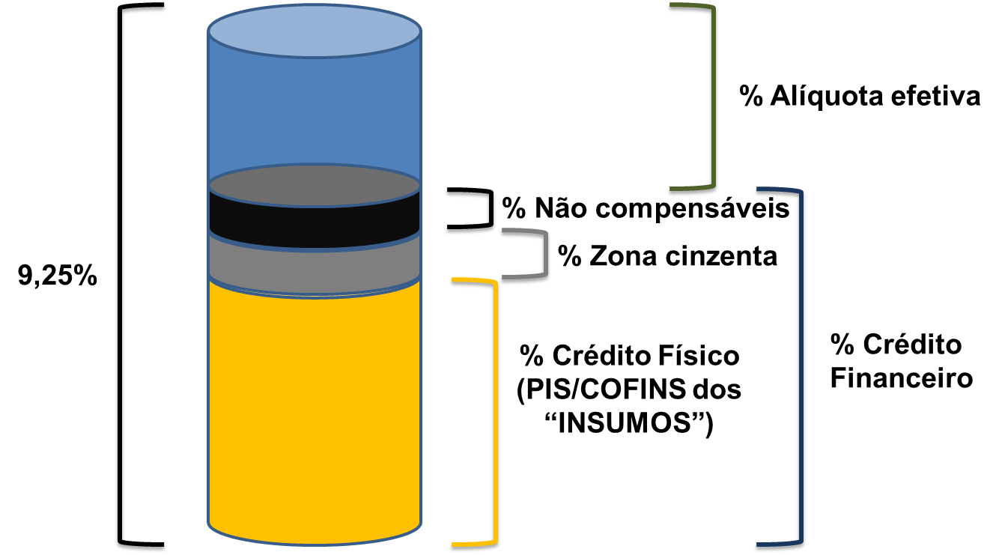 % Alíquota efetiva
% Não compensáveis
% Zona cinzenta
9,25%
% Crédito Físico
(PIS/COFINS dos
“INSUMOS”)
% Crédito
Financeiro